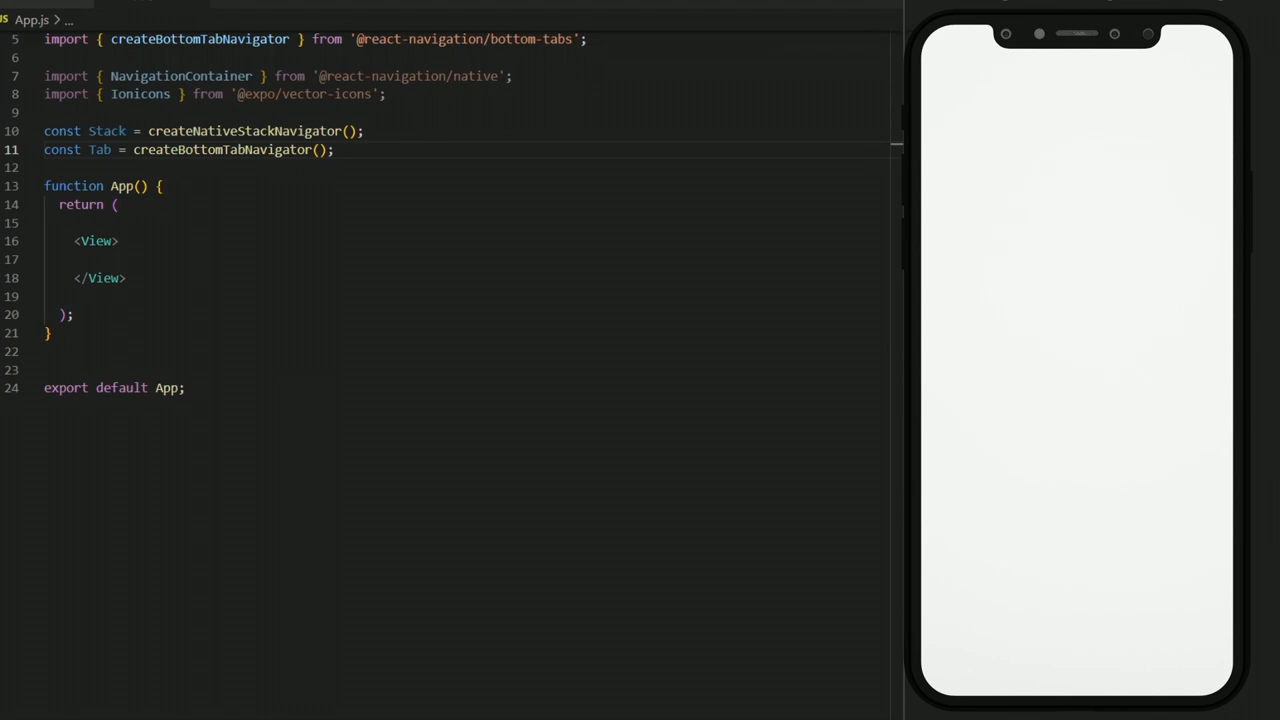 JS App.js > ...
5 import { createBottomTabNavigator } from '@react-navigation/bottom-tabs';
6
7 import { NavigationContainer } from '@react-navigation/native';
8 import { Ionicons } from '@expo/vector-icons';
9
10 const Stack = createNativeStackNavigator();
11 const Tab = createBottomTabNavigator();
12
13 function App() {
14 return (
15
16 <View>
17
18 </View>
19
20 );
21 }
22
23
24 export default App;